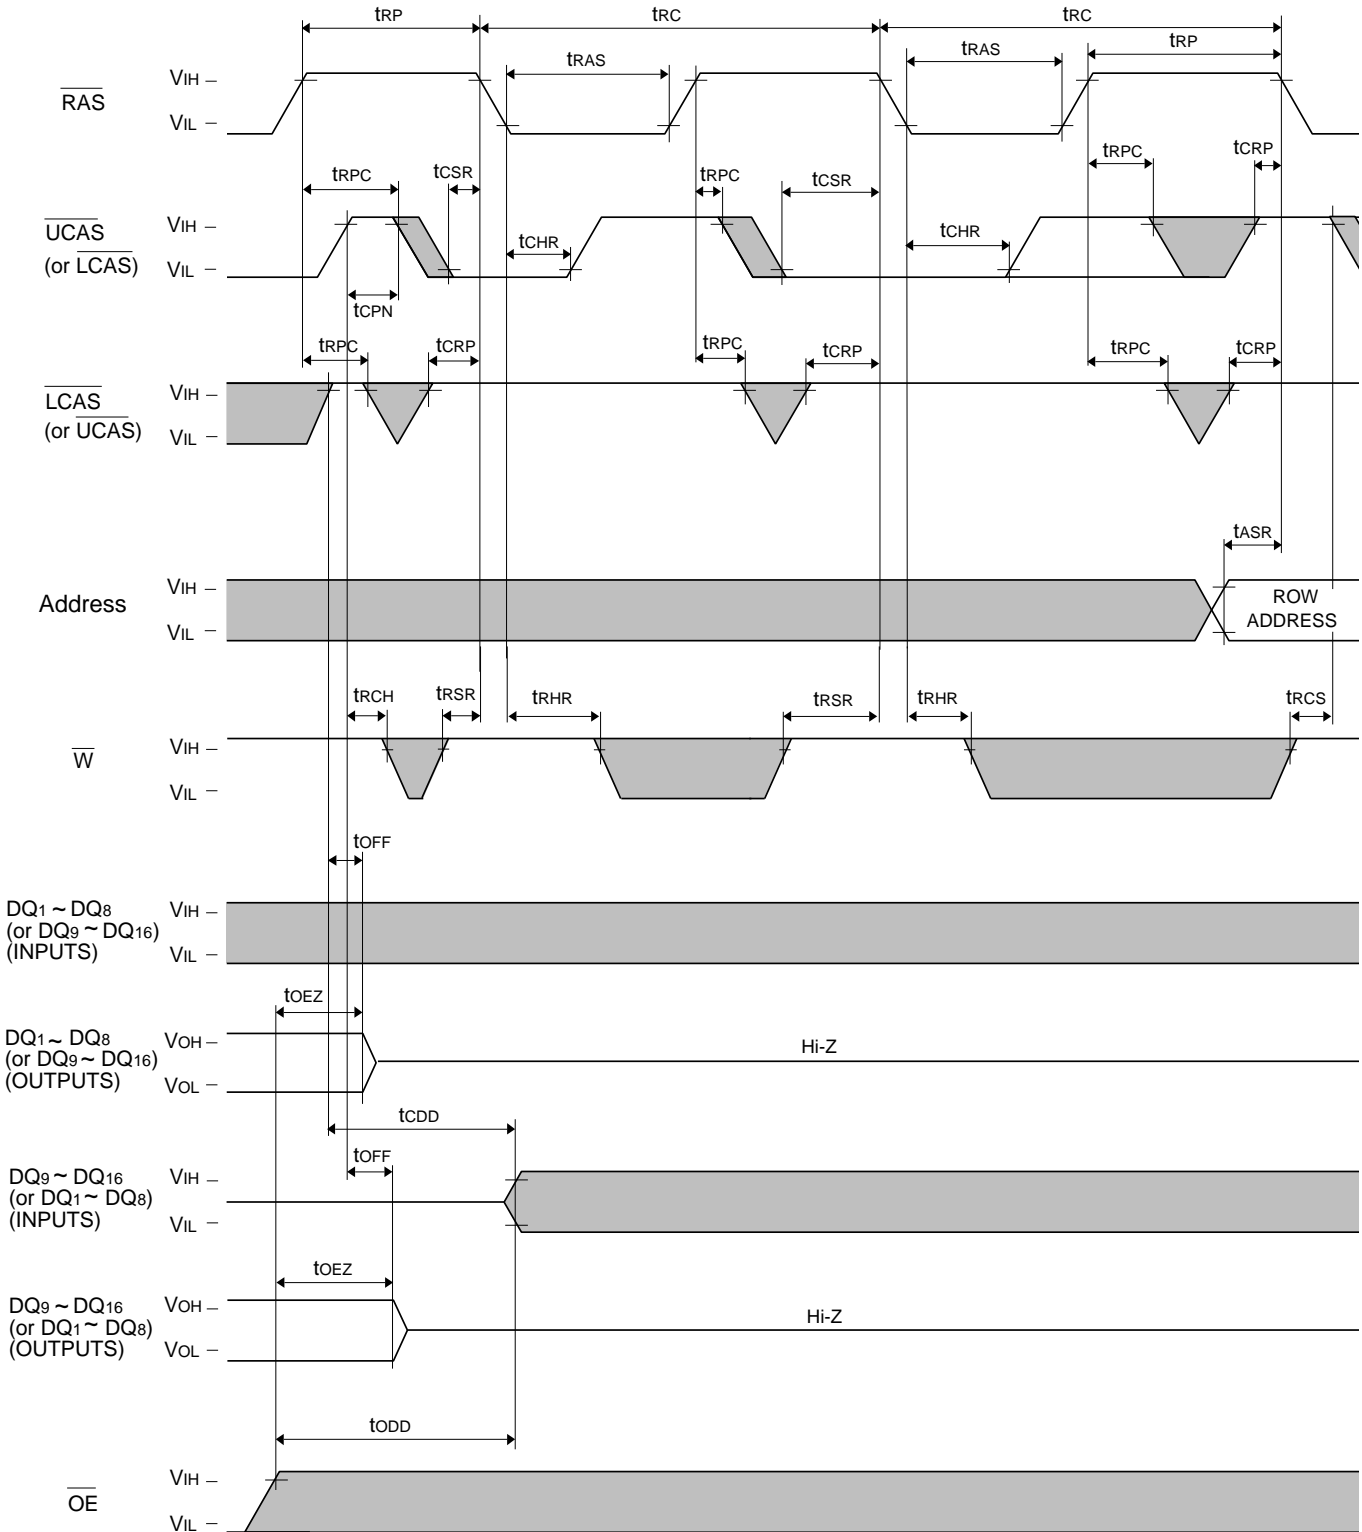 tRP tRC tRC
tRAS tRAS tRP
RAS VIH
VIL
tRPC tCSR tRPC tCSR tRPC tCRP
UCAS VIH
(or LCAS) VIL
tCHR tCHR
tCPN
tRPC tCRP tRPC tCRP tRPC tCRP
LCAS VIH
(or UCAS) VIL
tASR
Address VIH
VIL
ROW
ADDRESS
tRCH tRSR tRHR tRSR tRHR tRCS
W VIH
VIL
tOFF
DQ1 ~ DQ8 VIH
(or DQ9 ~ DQ16)
(INPUTS) VIL
tOEZ
DQ1 ~ DQ8 VOH
(or DQ9 ~ DQ16) Hi-Z
(OUTPUTS) VOL
tCDD
tOFF
DQ9 ~ DQ16 VIH
(or DQ1 ~ DQ8)
(INPUTS) VIL
tOEZ
DQ9 ~ DQ16 VOH
(or DQ1 ~ DQ8) Hi-Z
(OUTPUTS) VOL
tODD
OE VIH
VIL